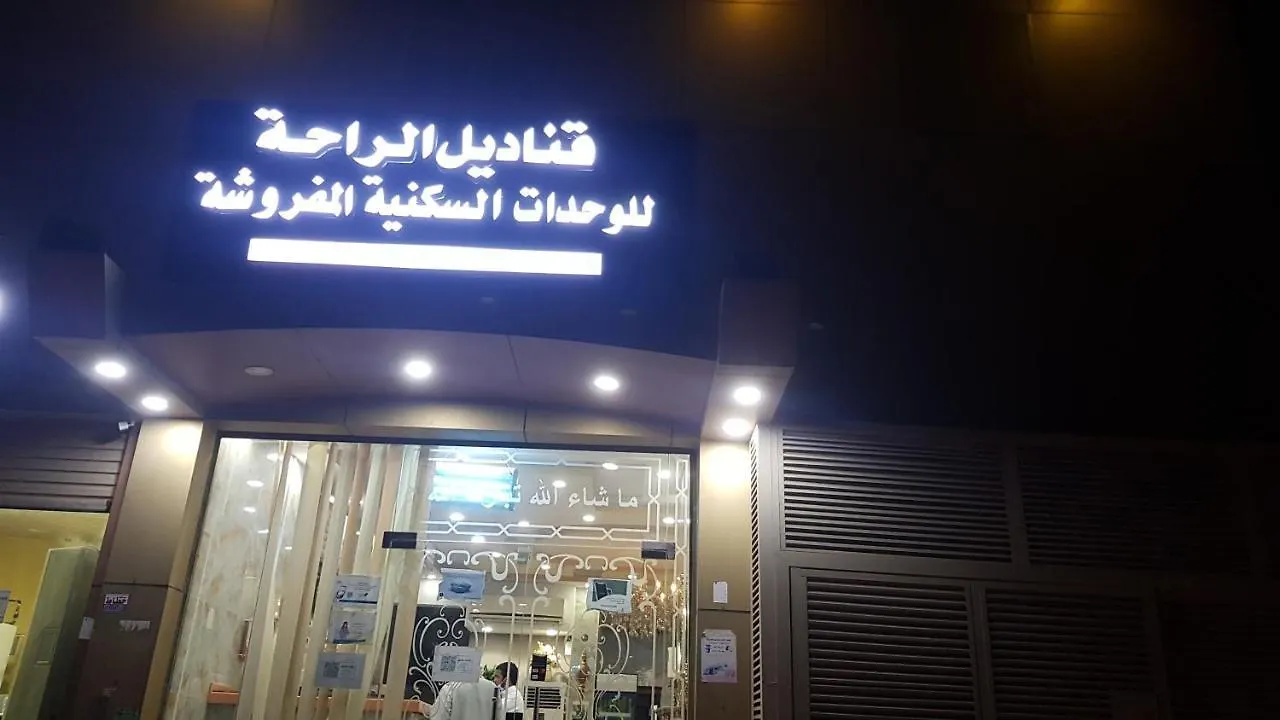 قناديل الراحة
للوحدات السكنية المفروشة
ما شاء الله